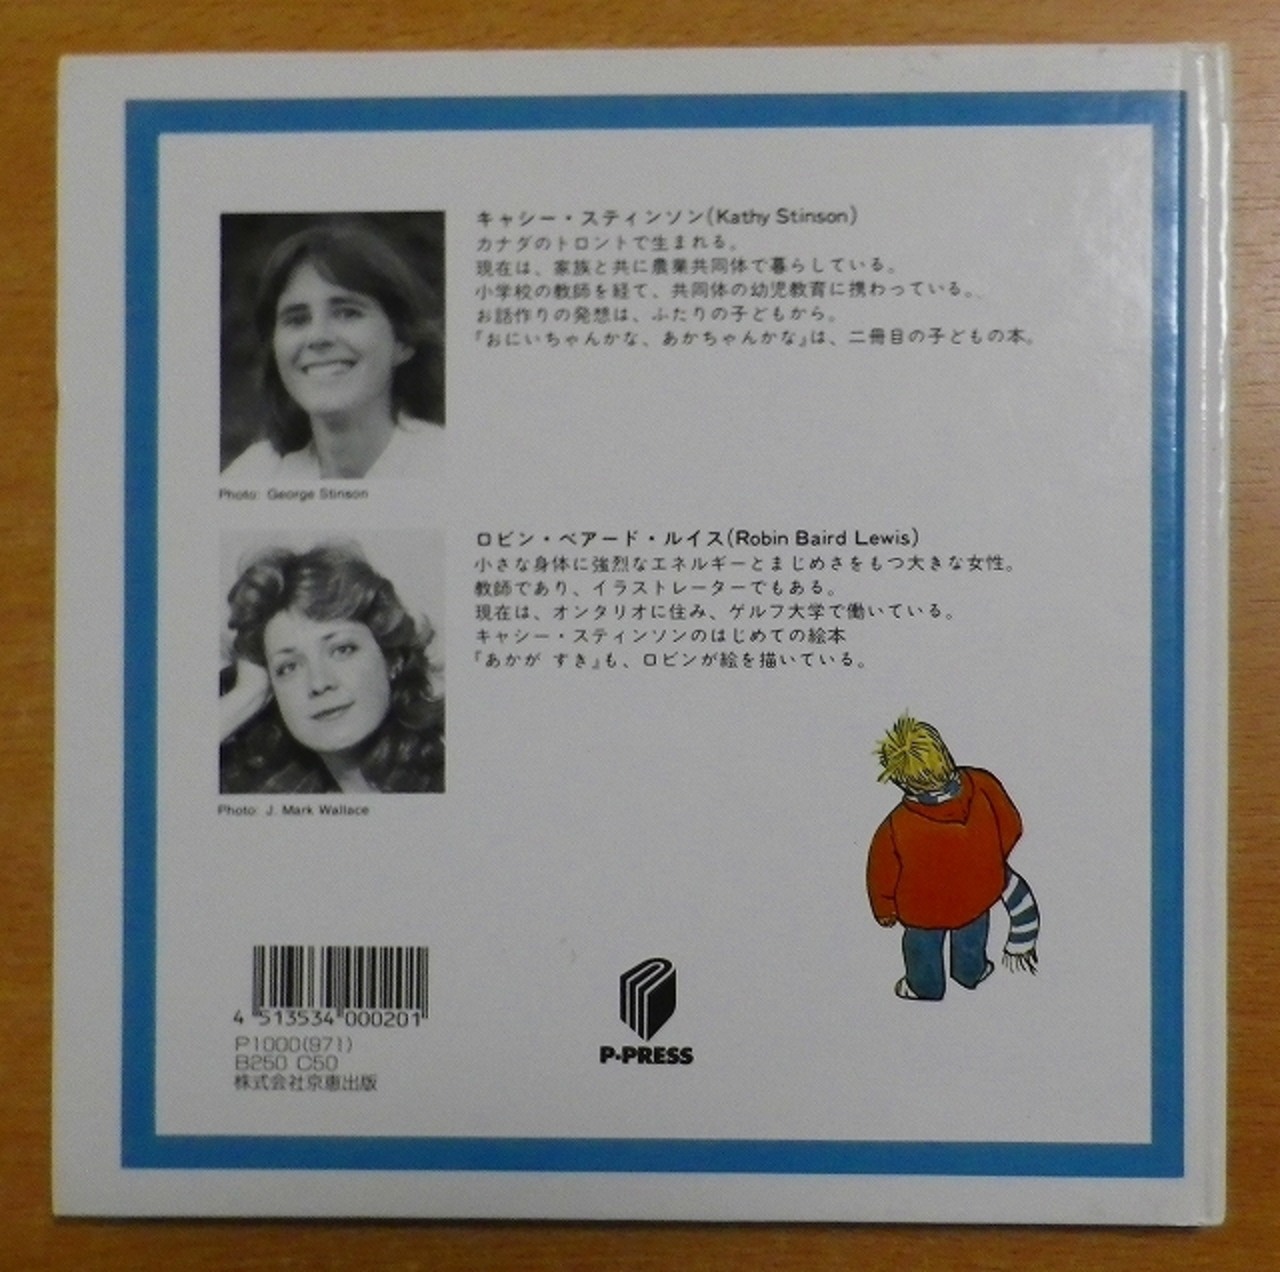 キャシー・スティンソン(Kathy Stinson)
カナダのトロントで生まれる。
現在は、家族と共に農業共同体で暮らしている。
小学校の教師を経て、共同体の幼児教育に携わっている。
お話作りの発想は、ふたりの子どもから。
『おにいちゃんかな、あかちゃんかな』は、二冊目の子どもの本。
Photo: George Stinson
ロビン・ベアード・ルイス(Robin Baird Lewis)
小さな身体に強烈なエネルギーとまじめさをもつ大きな女性。
教師であり、イラストレーターでもある。
現在は、オンタリオに住み、ゲルフ大学で働いている。
キャシー・スティンソンのはじめての絵本
『あかが すき』も、ロビンが絵を描いている。
Photo: J. Mark Wallace
4 513534 000201
P1000(971)
B250 C50
株式会社京恵出版
P-PRESS